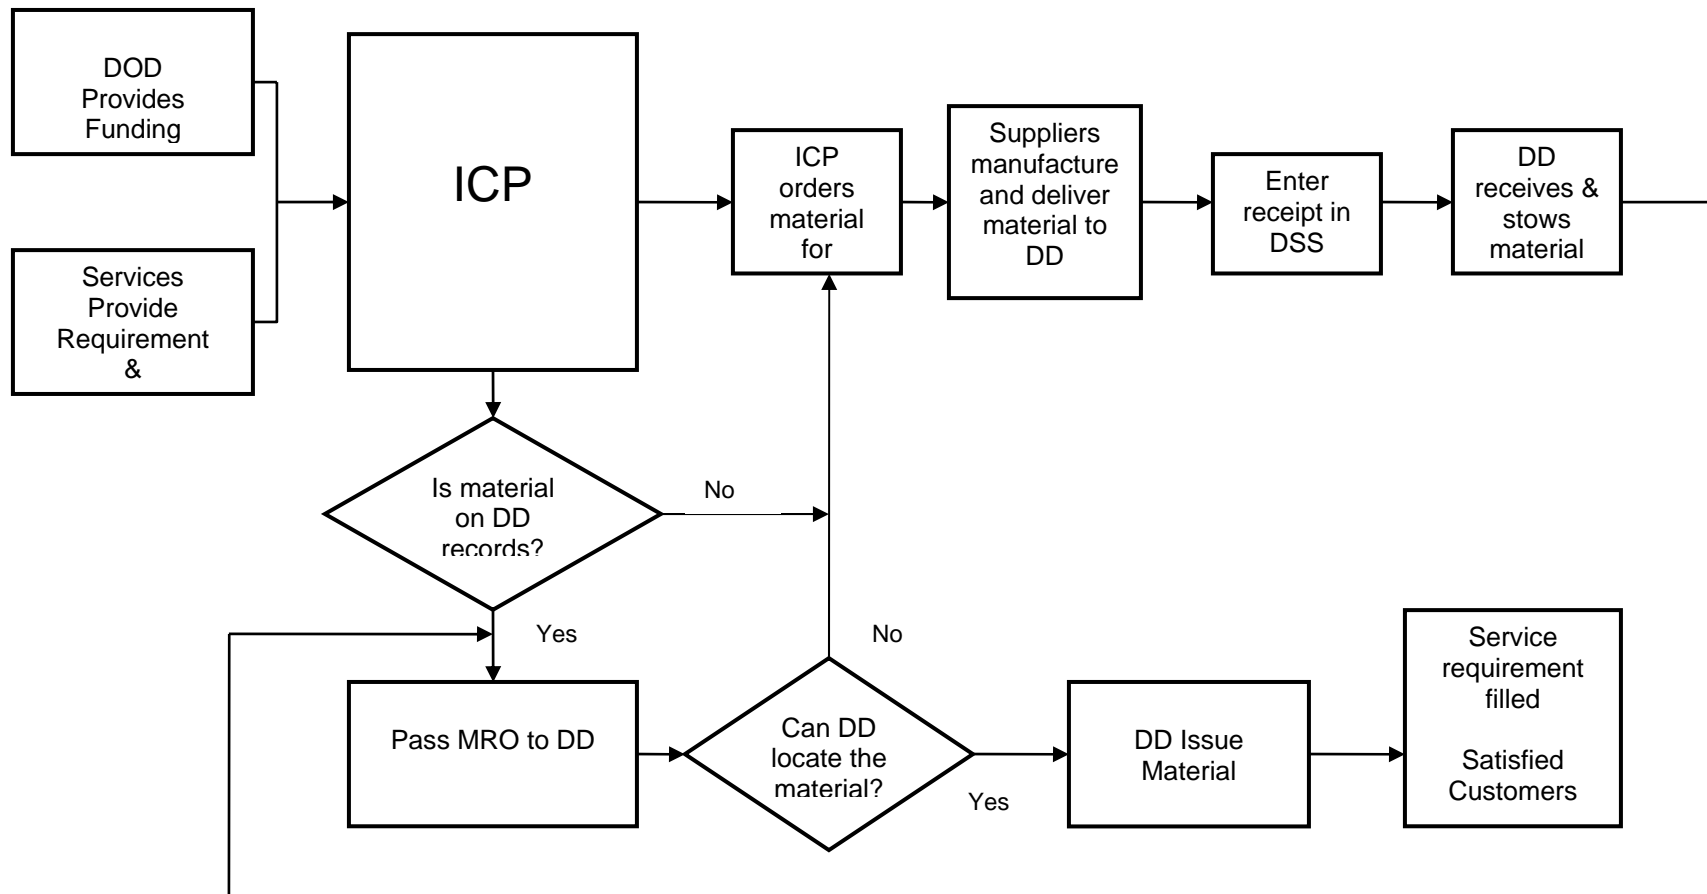 DOD
Provides
Funding
Services
Provide
Requirement
&
ICP
ICP
orders
material
for
Suppliers
manufacture
and deliver
material to
DD
Enter
receipt in
DSS
DD
receives &
stows
material
Is material
on DD
records?
No
Yes
Pass MRO to DD
Can DD
locate the
material?
No
Yes
DD Issue
Material
Service
requirement
filled
Satisfied
Customers